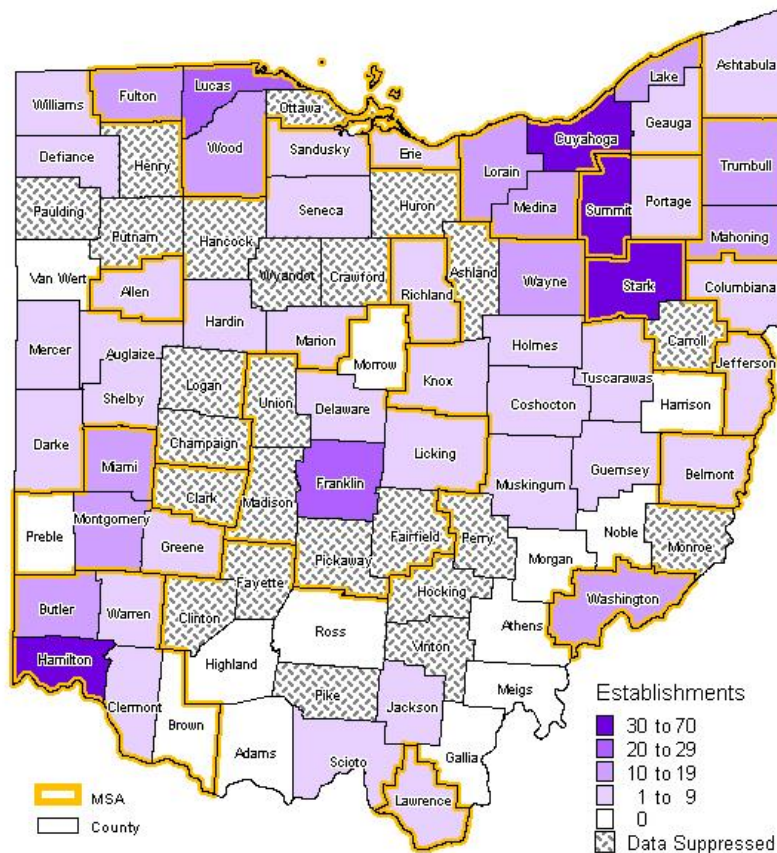 Ashtabula
Lake
Lucas
Williams
Fulton
Ottawa
Geauga
Cuyahoga
Wood
Sandusky
Erie
Defiance
Henry
Lorain
Trumbull
Medina
Summit
Portage
Seneca
Huron
Paulding
Putnam
Hancock
Mahoning
Van Wert
Wyandot
Crawford
Ashland
Wayne
Stark
Columbiana
Allen
Richland
Hardin
Marion
Carroll
Mercer
Auglaize
Morrow
Holmes
Jefferson
Tuscarawas
Logan
Knox
Shelby
Union
Delaware
Coshocton
Harrison
Champaign
Darke
Licking
Miami
Guernsey
Belmont
Clark
Franklin
Muskingum
Madison
Preble
Montgomery
Noble
Fairfield
Perry
Monroe
Greene
Pickaway
Morgan
Fayette
Hocking
Butler
Warren
Clinton
Washington
Athens
Ross
Vinton
Hamilton
Highland
Meigs
Pike
Clermont
Jackson
Brown
Adams
Gallia
Scioto
Lawrence
MSA
County
Establishments
30 to 70
20 to 29
10 to 19
1 to 9
0
Data Suppressed